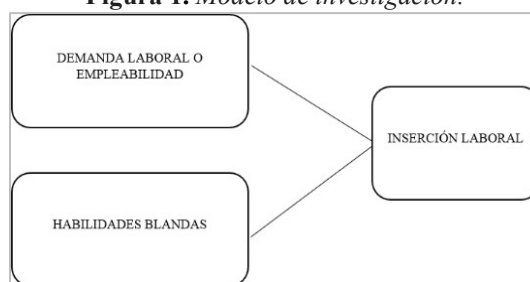 Figura 1. Modelo de investigación.
DEMANDA LABORAL O
EMPLEABILIDAD
INSERCIÓN LABORAL
HABILIDADES BLANDAS